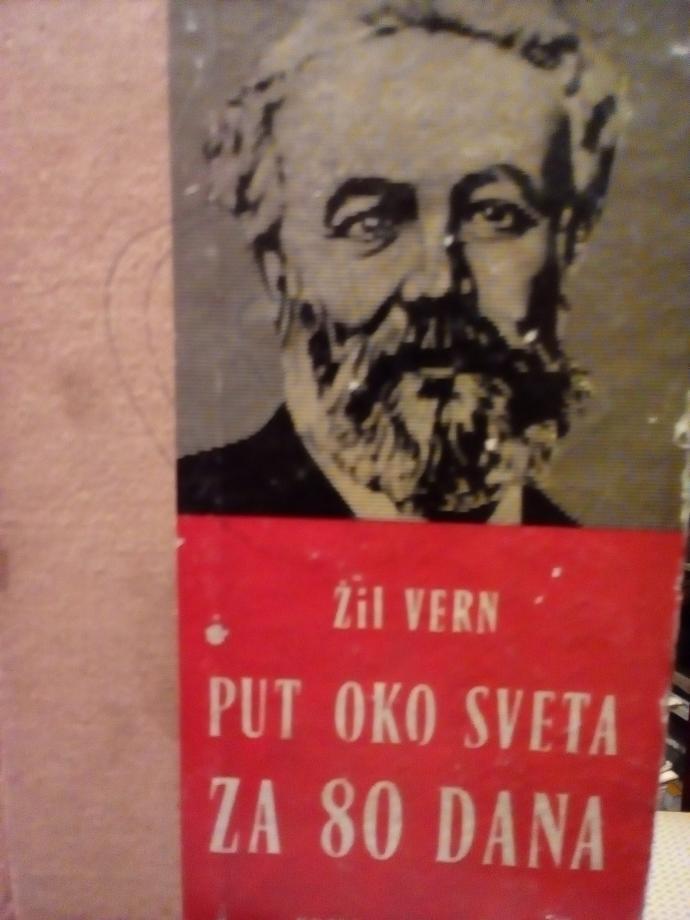 Žil VERN
PUT OKO SVETA
ZA 80 DANA